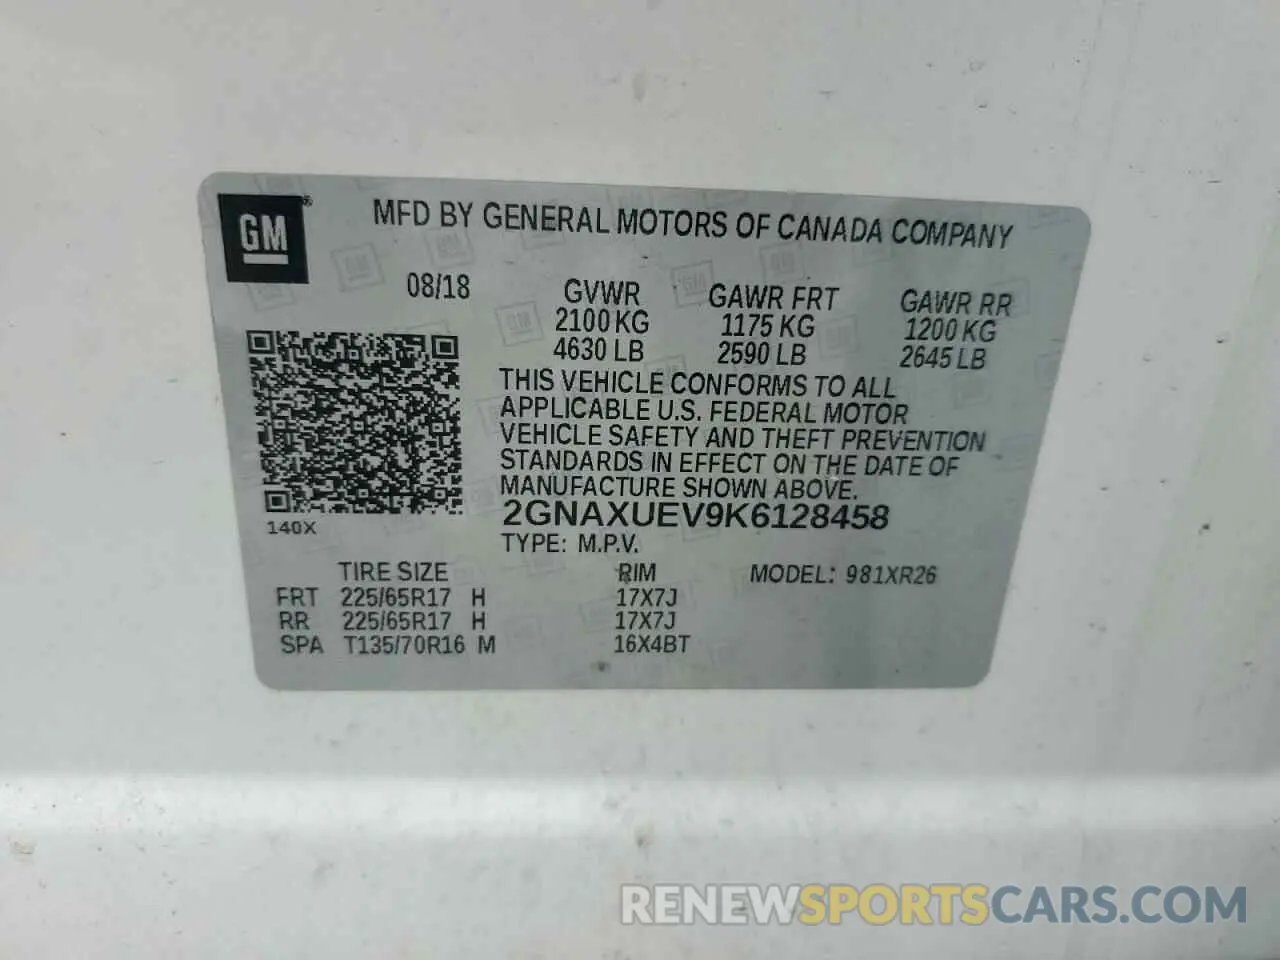 GM®
MFD BY GENERAL MOTORS OF CANADA COMPANY
08/18 GVWR GAWR FRT GAWR RR
2100 KG 1175 KG 1200 KG
4630 LB 2590 LB 2645 LB
THIS VEHICLE CONFORMS TO ALL
APPLICABLE U.S. FEDERAL MOTOR
VEHICLE SAFETY AND THEFT PREVENTION
STANDARDS IN EFFECT ON THE DATE OF
MANUFACTURE SHOWN ABOVE.
140X
2GNAXUEV9K6128458
TYPE: M.P.V.
TIRE SIZE RIM MODEL: 981XR26
FRT 225/65R17 H 17X7J
RR 225/65R17 H 17X7J
SPA T135/70R16 M 16X4BT
RENEWSPORTSCARS.COM